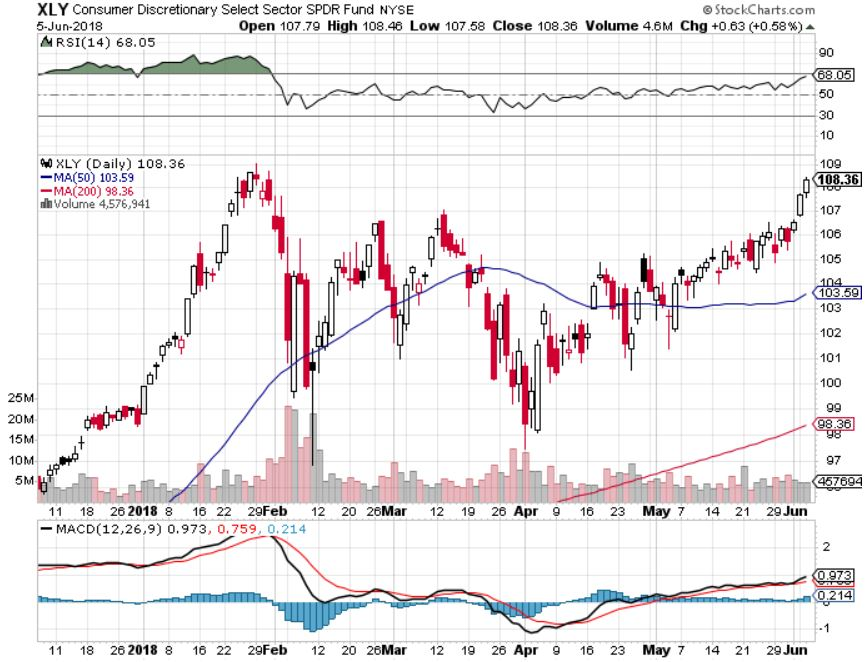 XLY Consumer Discretionary Select Sector SPDR Fund NYSE © StockCharts.com
5-Jun-2018 Open 107.79 High 108.46 Low 107.58 Close 108.36 Volume 4.6M Chg +0.63 (+0.58%)
RSI(14) 68.05
90
68.05
50
30
10
XLY (Daily) 108.36
MA(50) 103.59
MA(200) 98.36
Volume 4,576,941
109
108.36
107
106
105
104
103.59
103
102
101
100
99
98.36
98
97
457694
25M
20M
15M
10M
5M
11 18 26 2018 8 16 22 29 Feb 12 20 Mar 12 19 Apr 9 16 23 May 7 14 21 29 Jun
MACD(12,26,9) 0.973, 0.759, 0.214
2
0.973
0.214
-1
11 18 26 2018 8 16 22 29 Feb 12 20 Mar 12 19 Apr 9 16 23 May 7 14 21 29 Jun